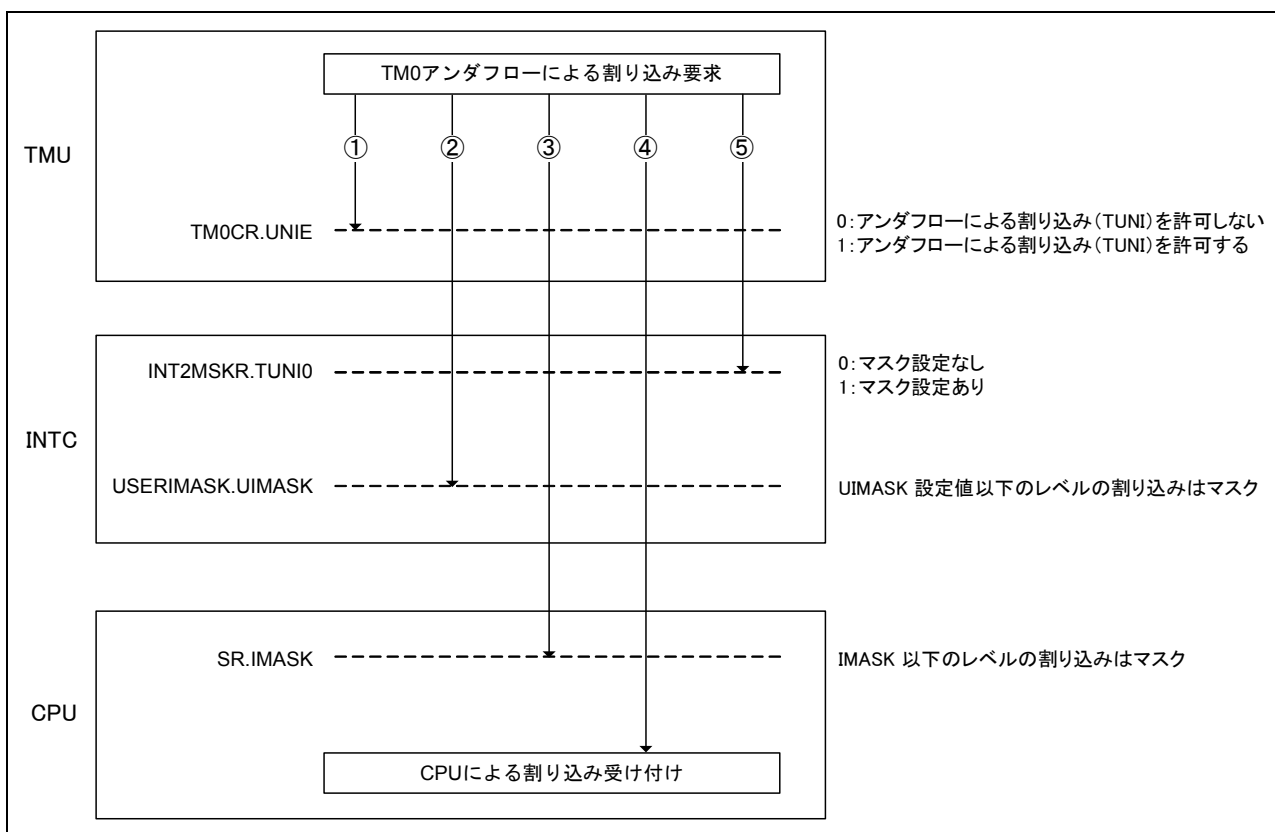 TMU
TM0アンダフローによる割り込み要求
① ② ③ ④ ⑤
TM0CR.UNIE
0：アンダフローによる割り込み（TUNI）を許可しない
1：アンダフローによる割り込み（TUNI）を許可する
INTC
INT2MSKR.TUNI0
0：マスク設定なし
1：マスク設定あり
USERIMASK.UIMASK
UIMASK 設定値以下のレベルの割り込みはマスク
CPU
SR.IMASK
IMASK 以下のレベルの割り込みはマスク
CPUによる割り込み受け付け